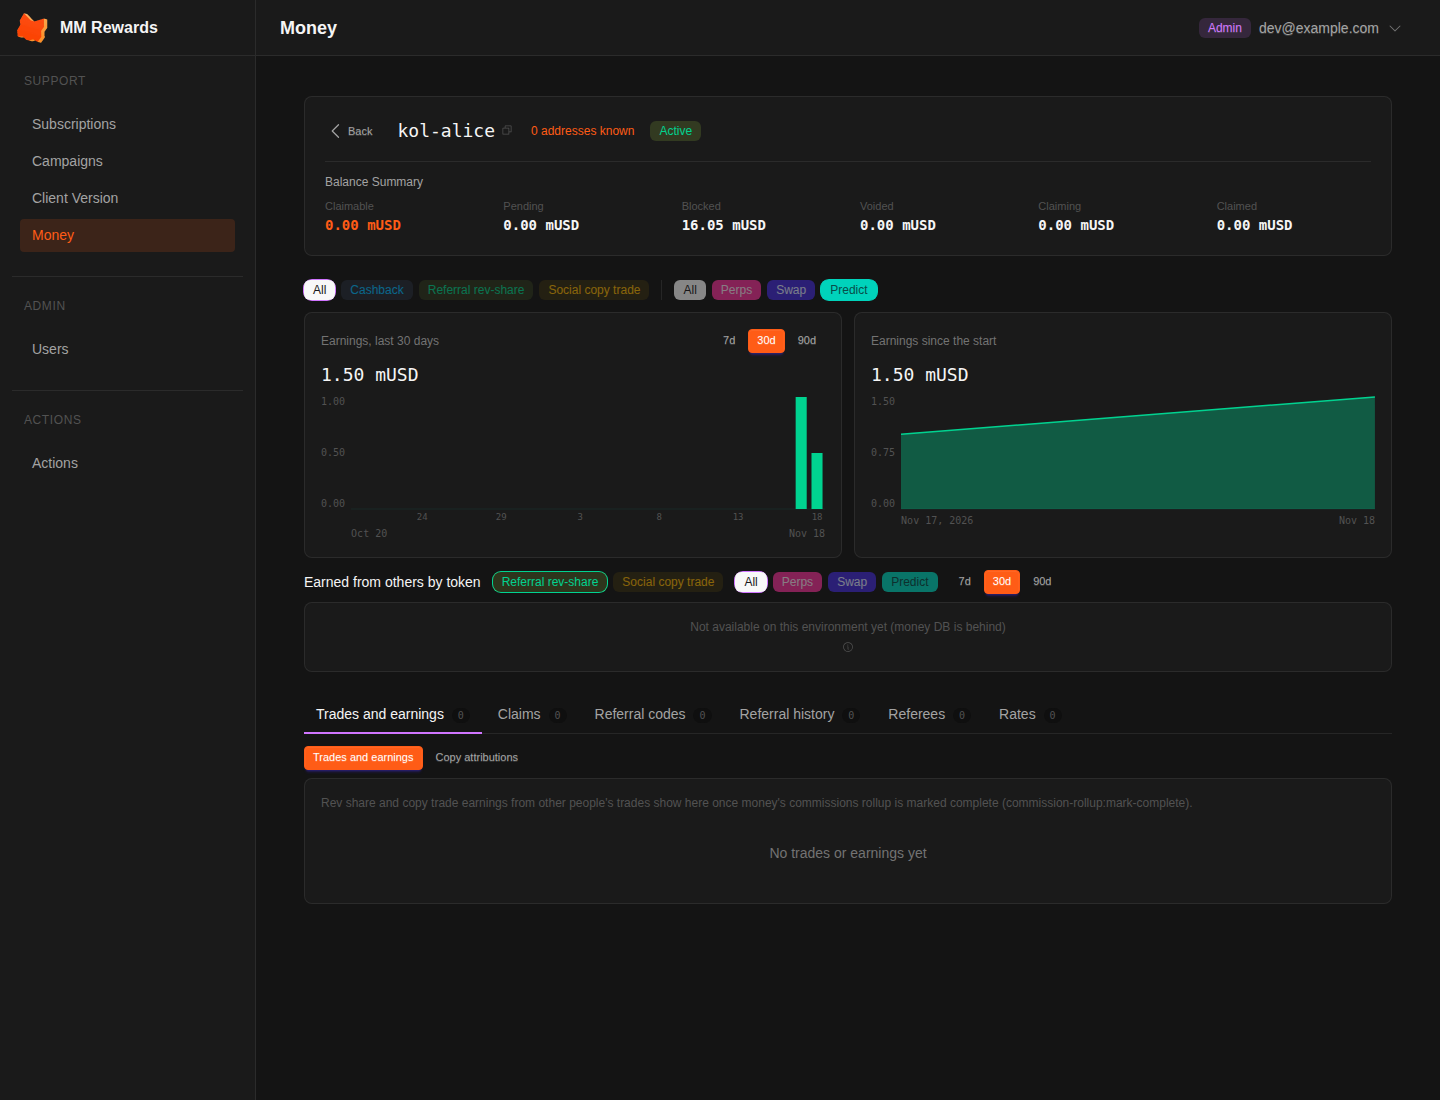 MM Rewards
Money
Admin dev@example.com
SUPPORT
Subscriptions
Campaigns
Client Version
Money
ADMIN
Users
ACTIONS
Actions
Back kol-alice 0 addresses known Active
Balance Summary
Claimable Pending Blocked Voided Claiming Claimed
0.00 mUSD 0.00 mUSD 16.05 mUSD 0.00 mUSD 0.00 mUSD 0.00 mUSD
All Cashback Referral rev-share Social copy trade All Perps Swap Predict
Earnings, last 30 days 7d 30d 90d
1.50 mUSD
1.00
0.50
0.00
24 29 3 8 13 18
Oct 20 Nov 18
Earnings since the start
1.50 mUSD
1.50
0.75
0.00
Nov 17, 2026 Nov 18
Earned from others by token Referral rev-share Social copy trade All Perps Swap Predict 7d 30d 90d
Not available on this environment yet (money DB is behind)
Trades and earnings 0 Claims 0 Referral codes 0 Referral history 0 Referees 0 Rates 0
Trades and earnings Copy attributions
Rev share and copy trade earnings from other people's trades show here once money's commissions rollup is marked complete (commission-rollup:mark-complete).
No trades or earnings yet